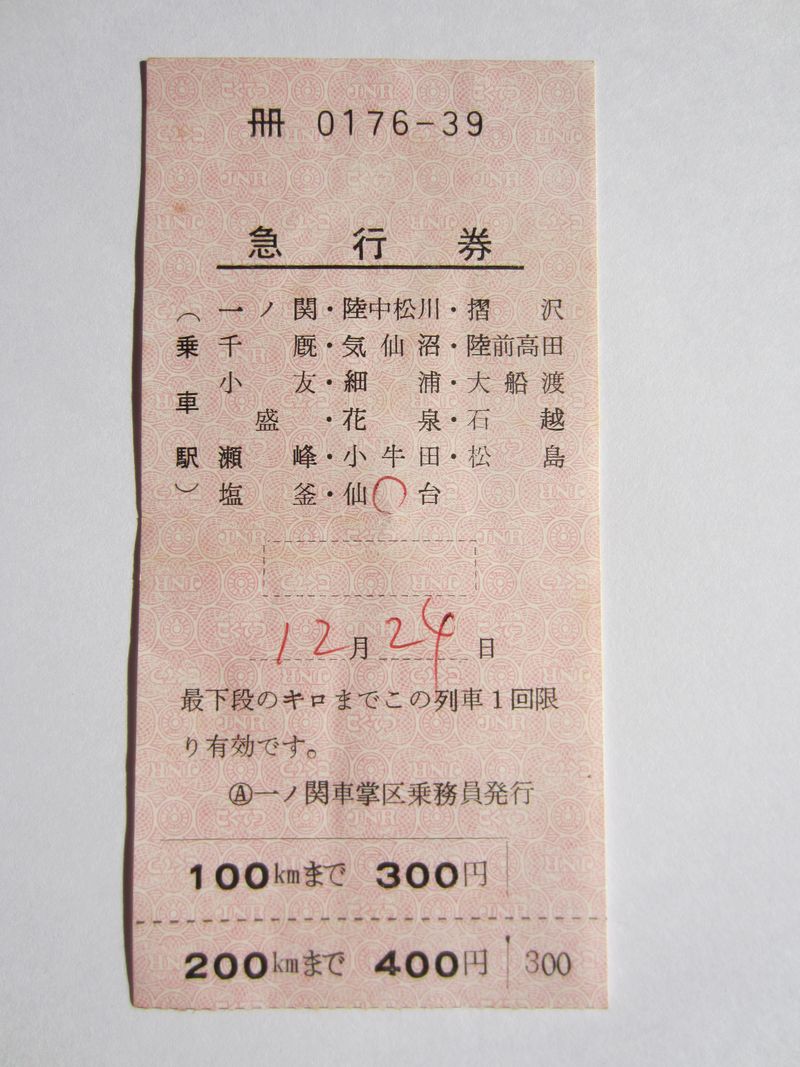 冊 0176-39
急行券
(乗車駅)
一ノ関・陸中松川・摺沢
千厩・気仙沼・陸前高田
小友・細浦・大船渡
盛・花泉・石越
瀬峰・小牛田・松島
塩釜・仙台
12月24日
最下段のキロまでこの列車1回限
り有効です。
Ⓐ一ノ関車掌区乗務員発行
100kmまで 300円
200kmまで 400円 300